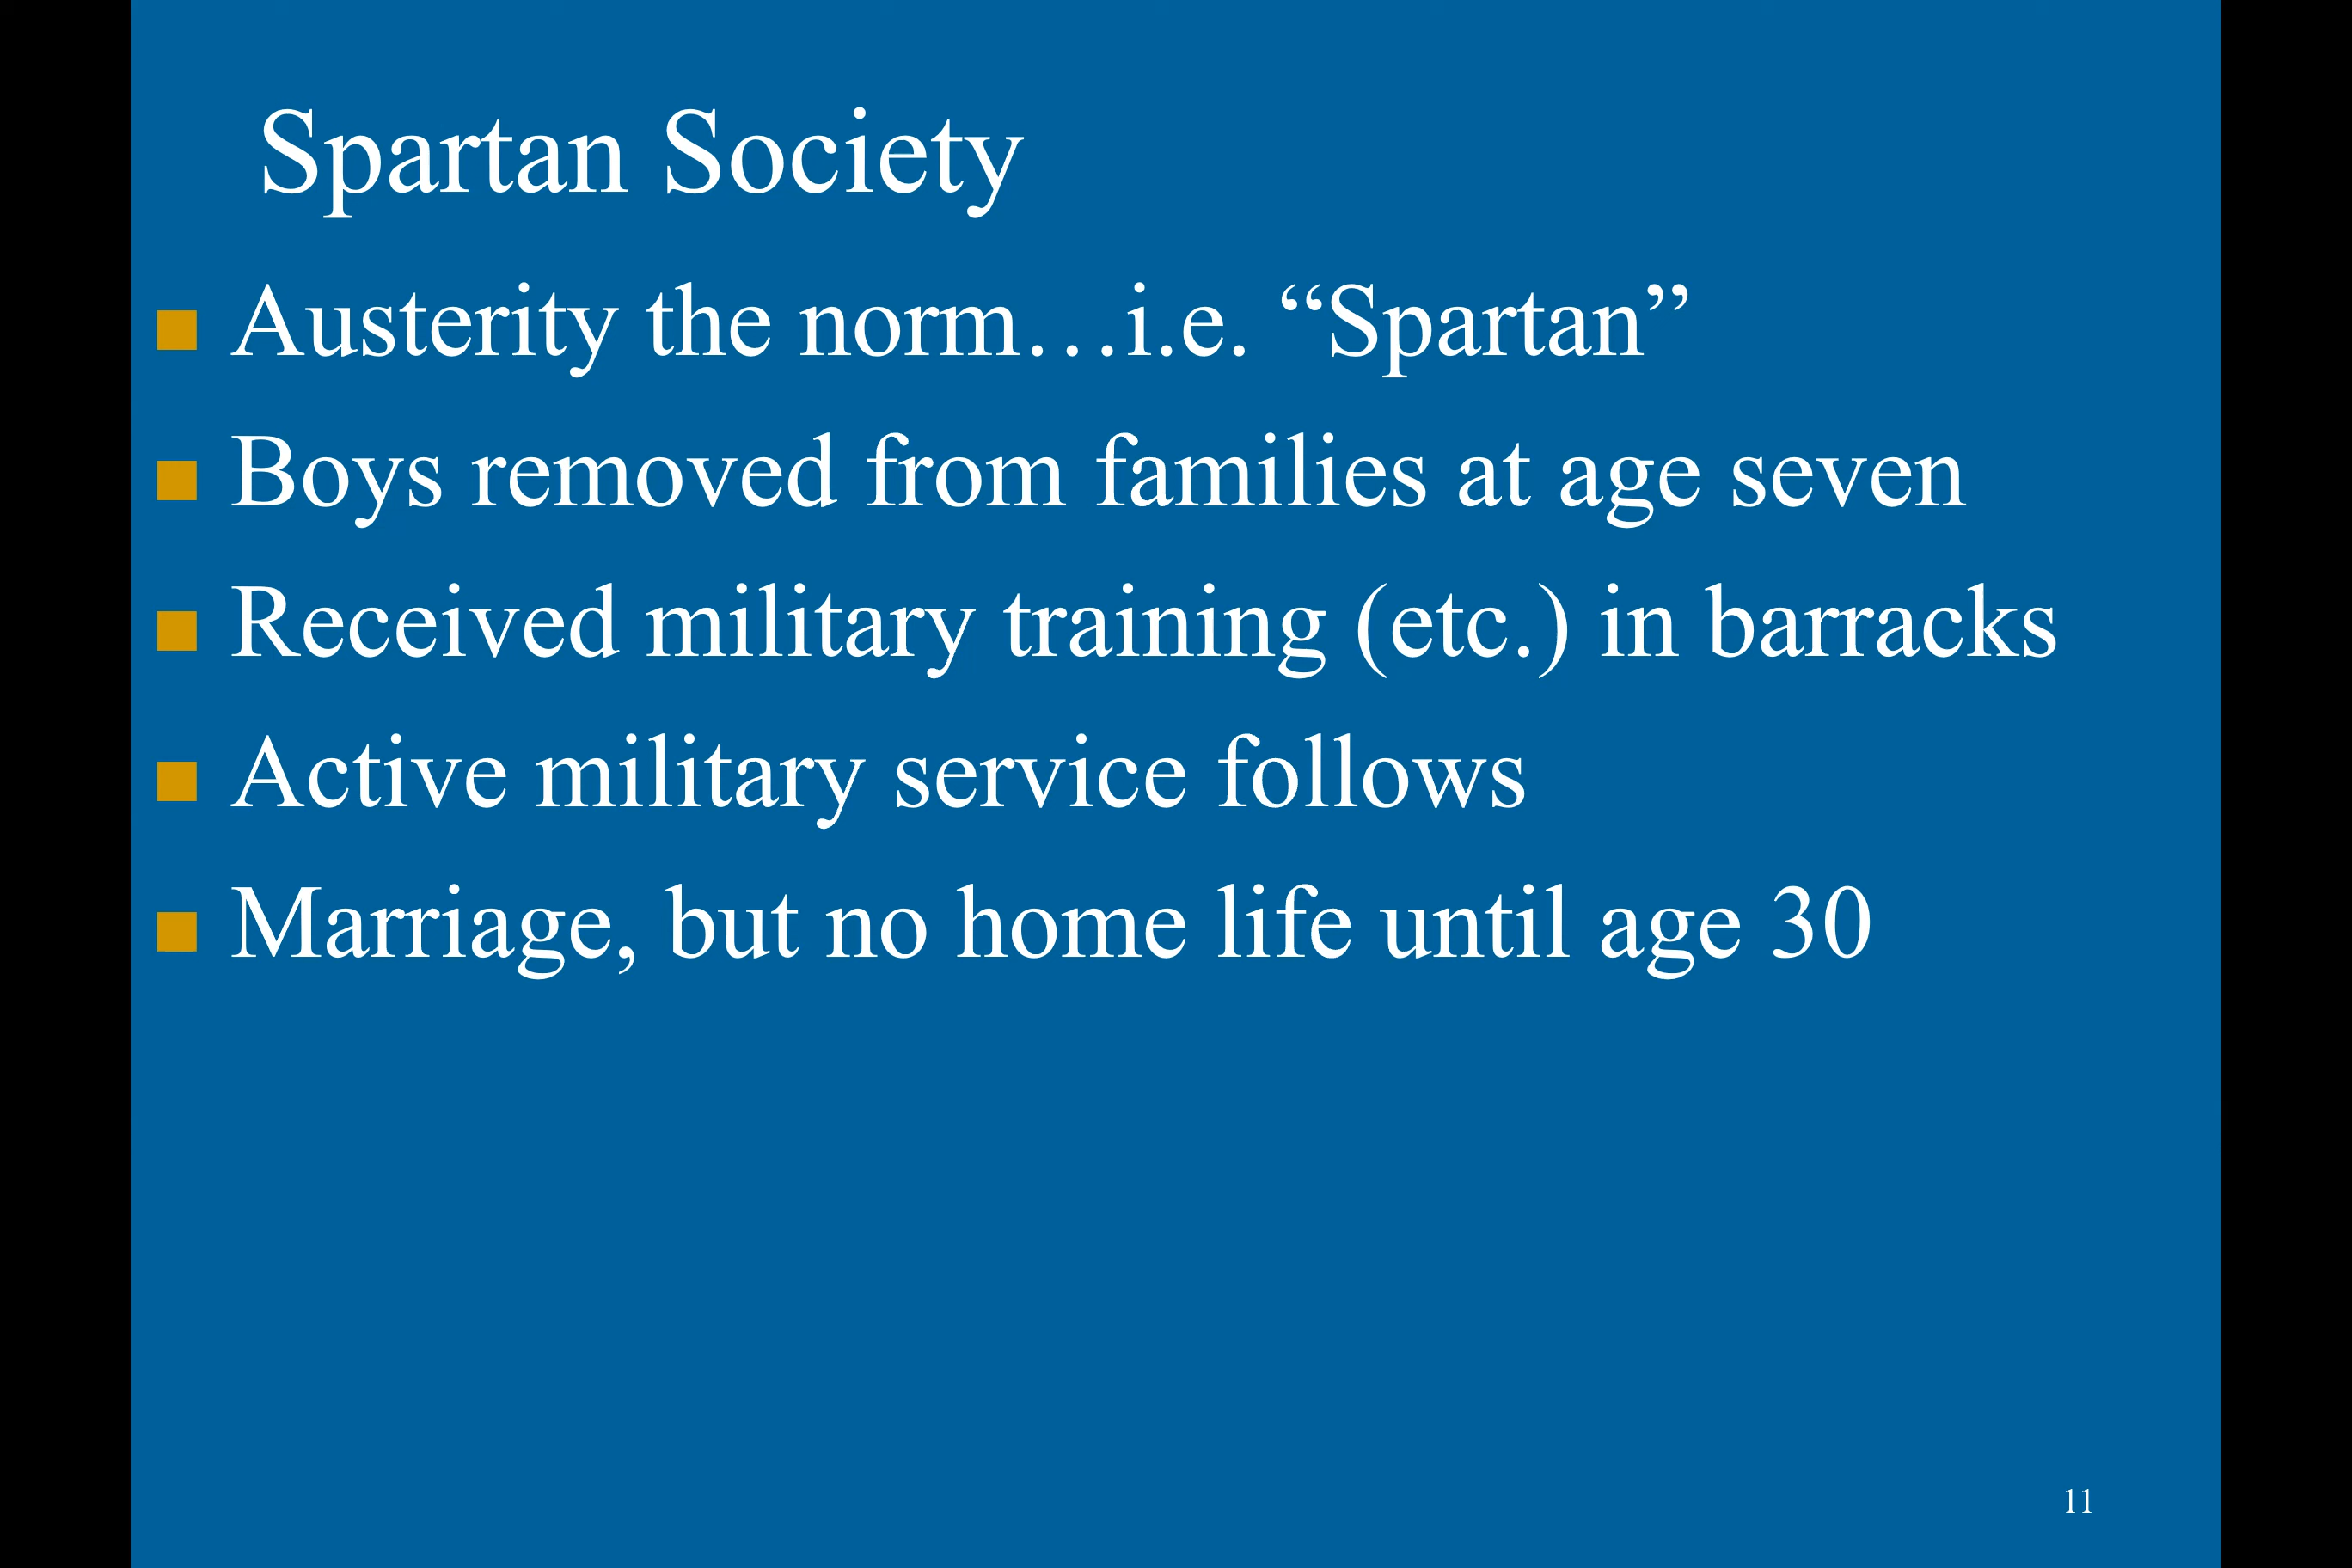 Spartan Society
Austerity the norm…i.e. “Spartan”
Boys removed from families at age seven
Received military training (etc.) in barracks
Active military service follows
Marriage, but no home life until age 30
11